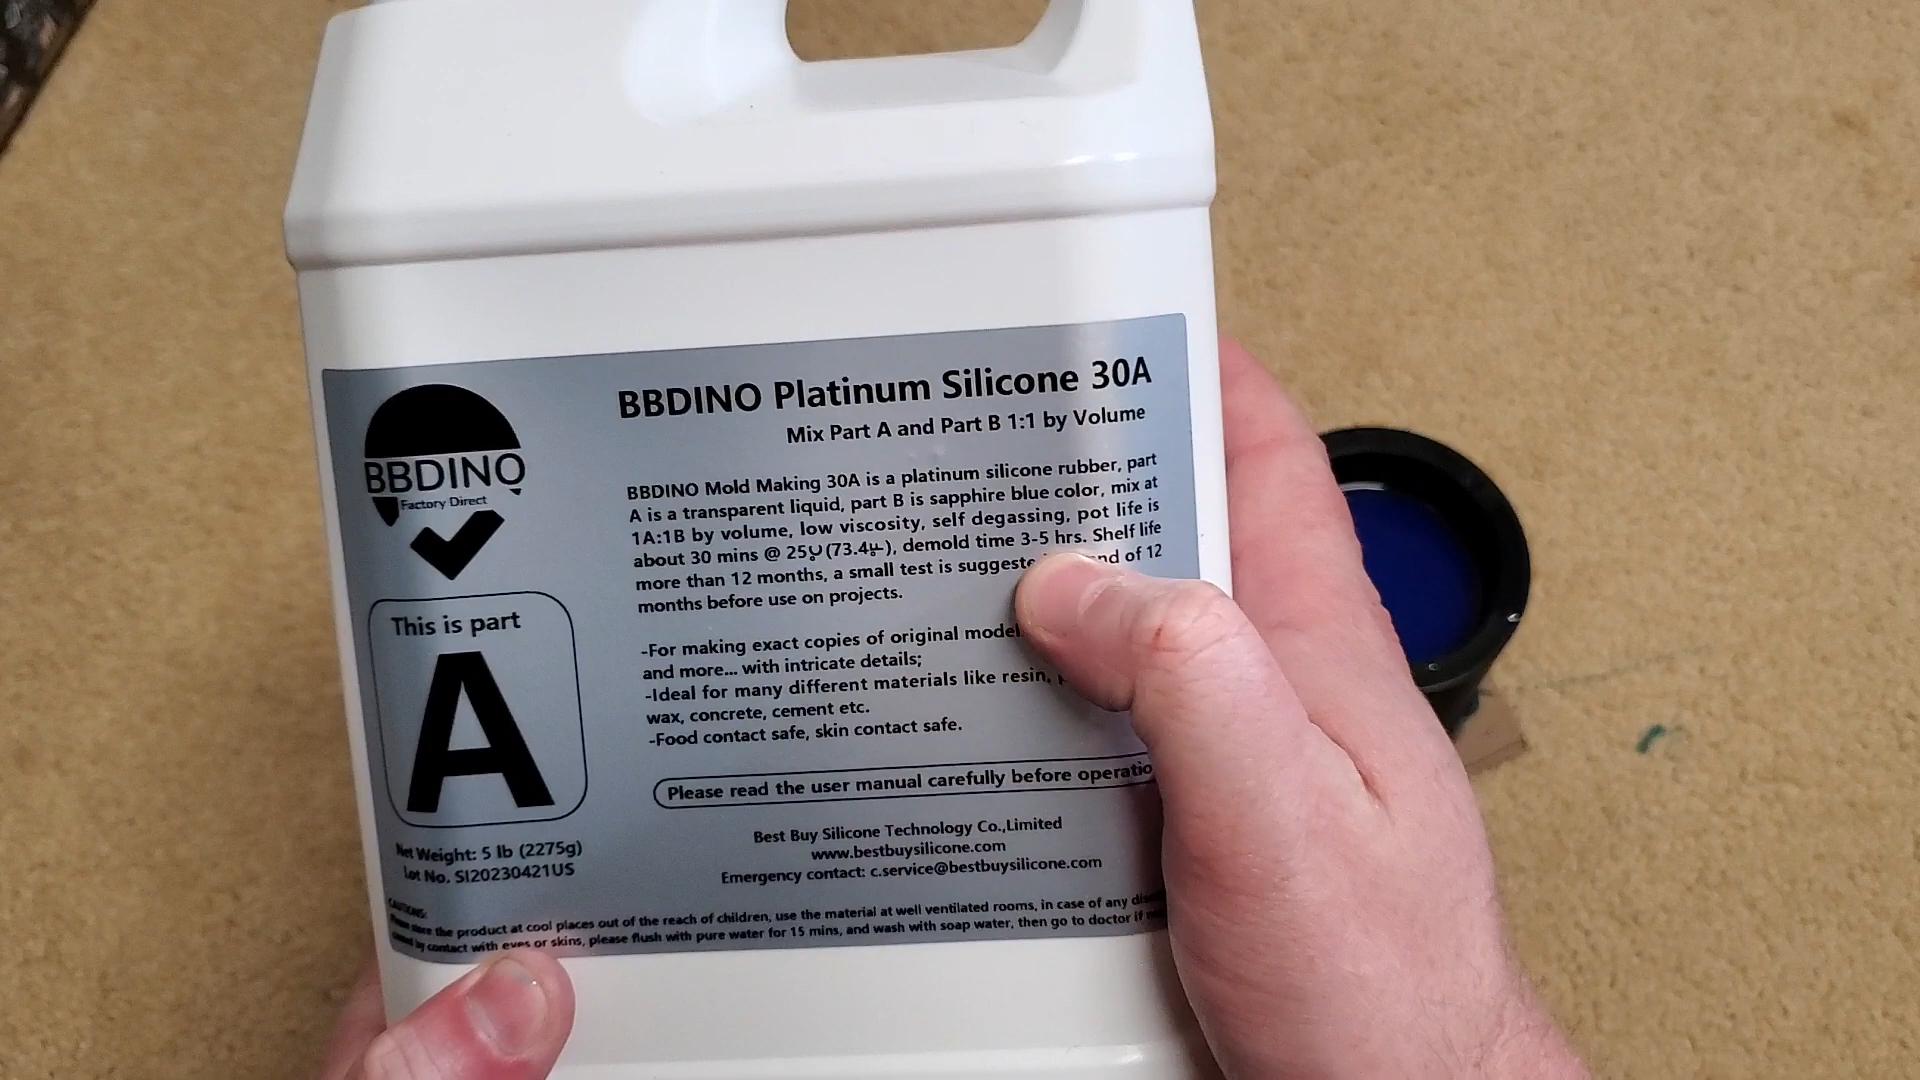 BBDINO Platinum Silicone 30A
Mix Part A and Part B 1:1 by Volume
BBDINO
Factory Direct
BBDINO Mold Making 30A is a platinum silicone rubber, part
A is a transparent liquid, part B is sapphire blue color, mix at
1A:1B by volume, low viscosity, self degassing, pot life is
about 30 mins @ 25 (73.4 ), demold time 3-5 hrs. Shelf life
more than 12 months, a small test is of 12
months before use on projects.
This is part
A
-For making exact copies of original
and more... with intricate details;
-Ideal for many different materials like resin,
wax, concrete, cement etc.
-Food contact safe, skin contact safe.
Please read the user manual carefully before
Net Weight: 5 lb (2275g)
Lot No. SI20230421US
Best Buy Silicone Technology Co.,Limited
www.bestbuysilicone.com
Emergency contact: c.service@bestbuysilicone.com
CAUTIONS:
the product at cool places out of the reach of children, use the material at well ventilated rooms, in case of any
by contact with eyes or skins, please flush with pure water for 15 mins, and wash with soap water, then go to doctor if